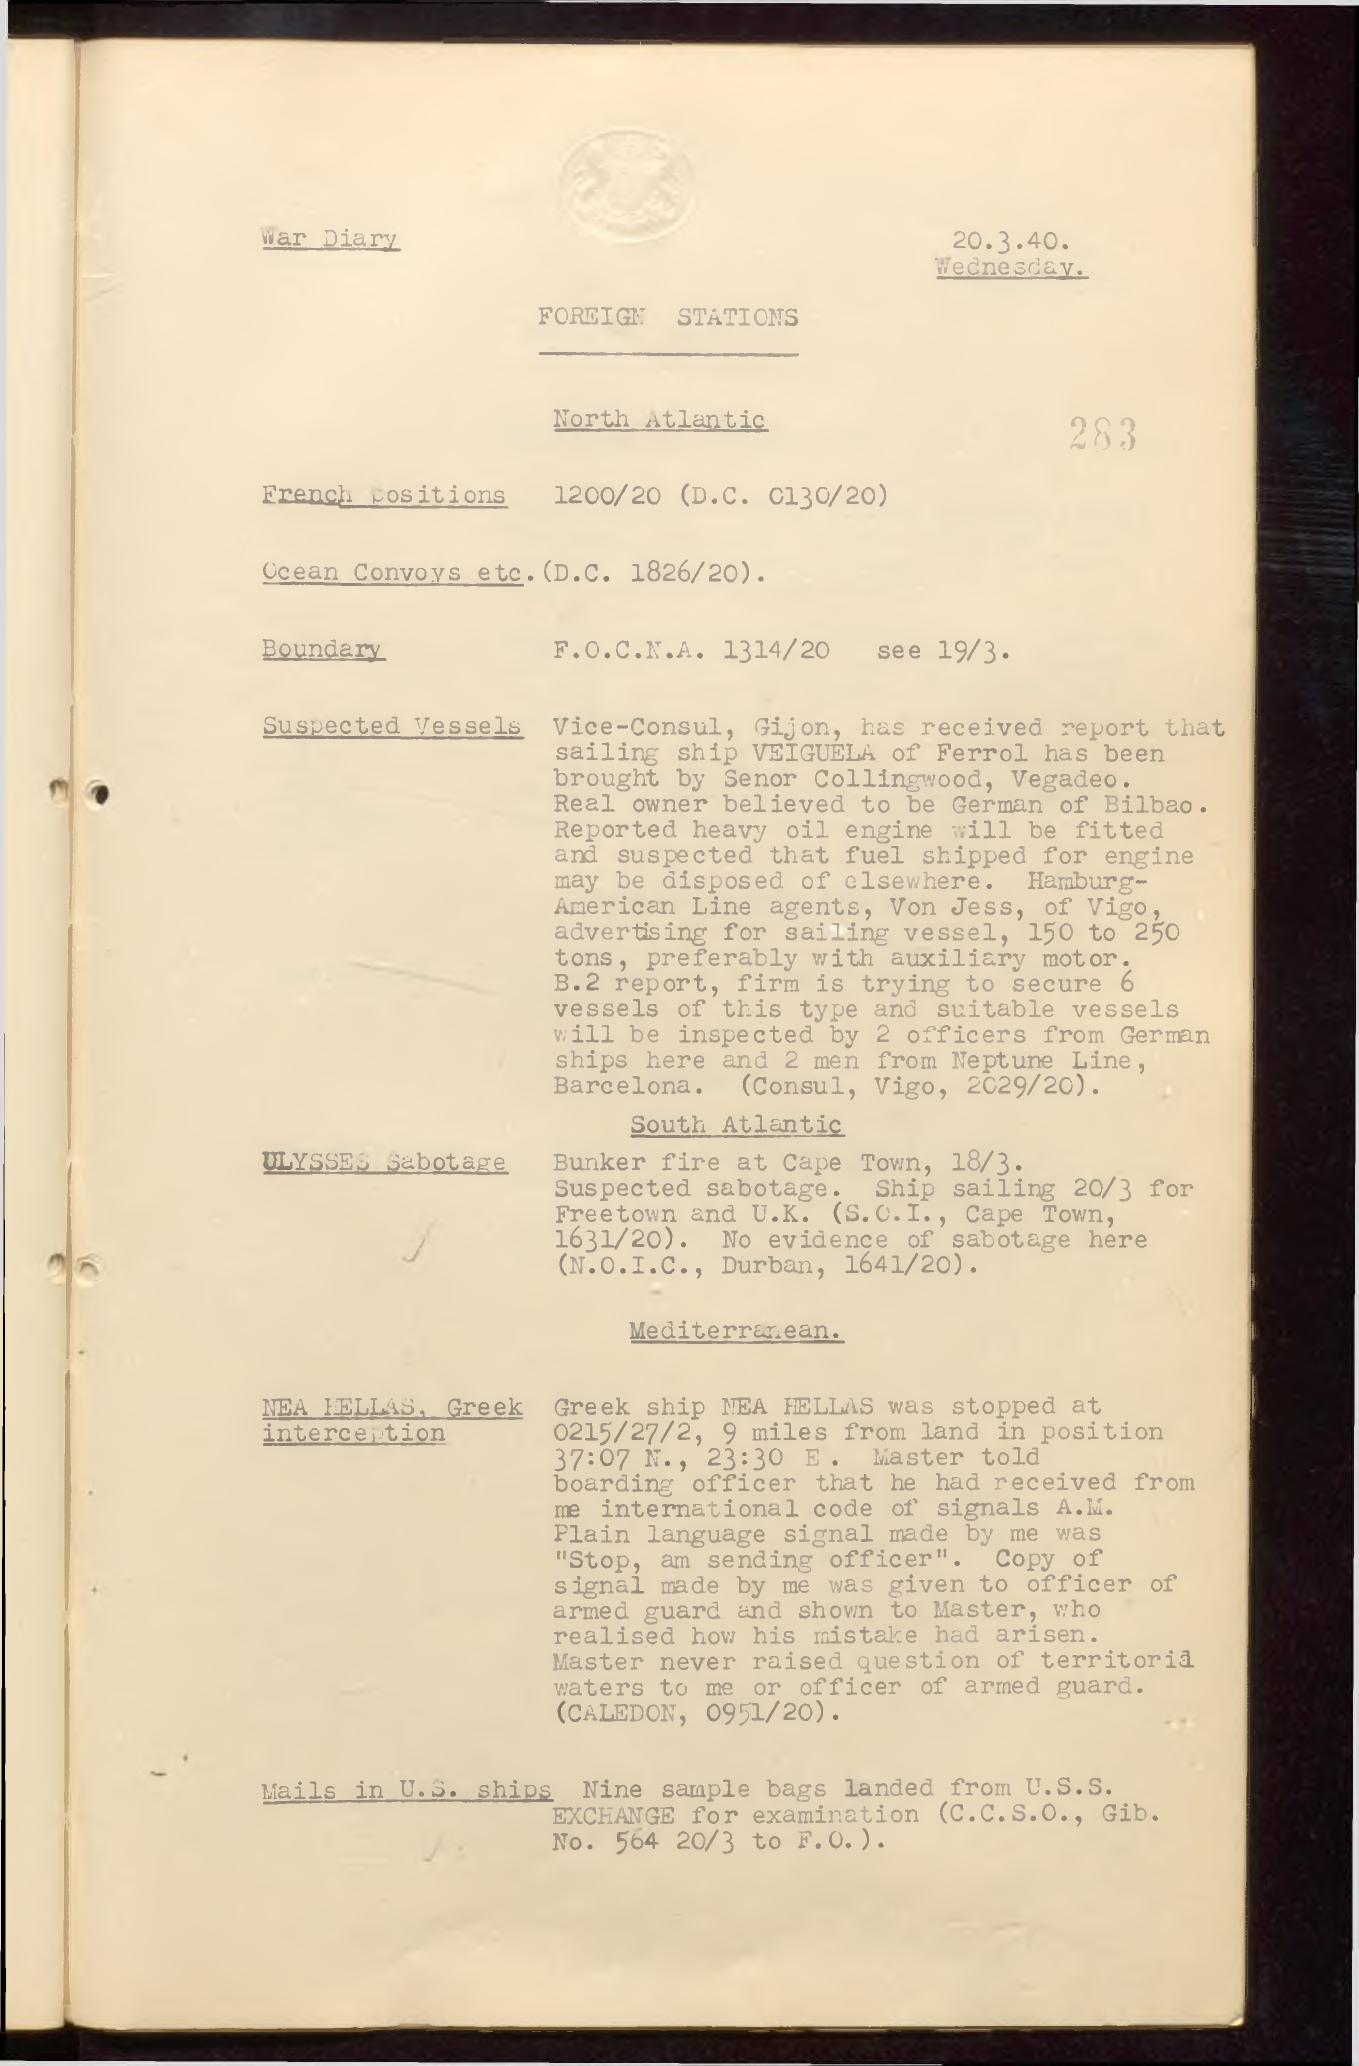 War Diary
20.3.40.
Wednesday.
FOREIGN STATIONS
North Atlantic
283
French positions 1200/20 (D.C. 0130/20)
Ocean Convoys etc. (D.C. 1826/20).
Boundary F.O.C.N.A. 1314/20 see 19/3.
Suspected Vessels Vice-Consul, Gijon, has received report that
sailing ship VEIGUELA of Ferrol has been
brought by Senor Collingwood, Vegadeo.
Real owner believed to be German of Bilbao.
Reported heavy oil engine will be fitted
and suspected that fuel shipped for engine
may be disposed of elsewhere. Hamburg-
American Line agents, Von Jess, of Vigo,
advertising for sailing vessel, 150 to 250
tons, preferably with auxiliary motor.
B.2 report, firm is trying to secure 6
vessels of this type and suitable vessels
will be inspected by 2 officers from German
ships here and 2 men from Neptune Line,
Barcelona. (Consul, Vigo, 2029/20).
South Atlantic
ULYSSES Sabotage Bunker fire at Cape Town, 18/3.
Suspected sabotage. Ship sailing 20/3 for
Freetown and U.K. (S.O.I., Cape Town,
1631/20). No evidence of sabotage here
(N.O.I.C., Durban, 1641/20).
Mediterranean.
NEA HELLAS, Greek Greek ship NEA HELLAS was stopped at
interception 0215/27/2, 9 miles from land in position
37:07 N., 23:30 E. Master told
boarding officer that he had received from
me international code of signals A.M.
Plain language signal made by me was
"Stop, am sending officer". Copy of
signal made by me was given to officer of
armed guard and shown to Master, who
realised how his mistake had arisen.
Master never raised question of territorial
waters to me or officer of armed guard.
(CALEDON, 0951/20).
Mails in U.S. ships Nine sample bags landed from U.S.S.
EXCHANGE for examination (C.C.S.O., Gib.
No. 564 20/3 to F.O.).